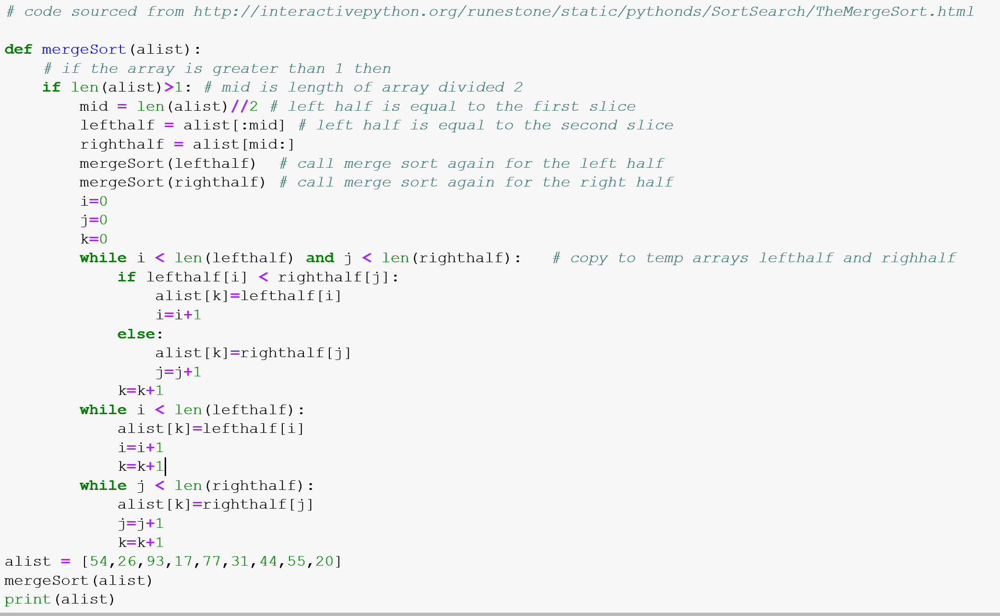 # code sourced from http://interactivepython.org/runestone/static/pythonds/SortSearch/TheMergeSort.html

def mergeSort(alist):
    # if the array is greater than 1 then
    if len(alist)>1: # mid is length of array divided 2
        mid = len(alist)//2 # left half is equal to the first slice
        lefthalf = alist[:mid] # left half is equal to the second slice
        righthalf = alist[mid:]
        mergeSort(lefthalf)  # call merge sort again for the left half
        mergeSort(righthalf) # call merge sort again for the right half
        i=0
        j=0
        k=0
        while i < len(lefthalf) and j < len(righthalf):   # copy to temp arrays lefthalf and righhalf
            if lefthalf[i] < righthalf[j]:
                alist[k]=lefthalf[i]
                i=i+1
            else:
                alist[k]=righthalf[j]
                j=j+1
            k=k+1
        while i < len(lefthalf):
            alist[k]=lefthalf[i]
            i=i+1
            k=k+1
        while j < len(righthalf):
            alist[k]=righthalf[j]
            j=j+1
            k=k+1
alist = [54,26,93,17,77,31,44,55,20]
mergeSort(alist)
print(alist)